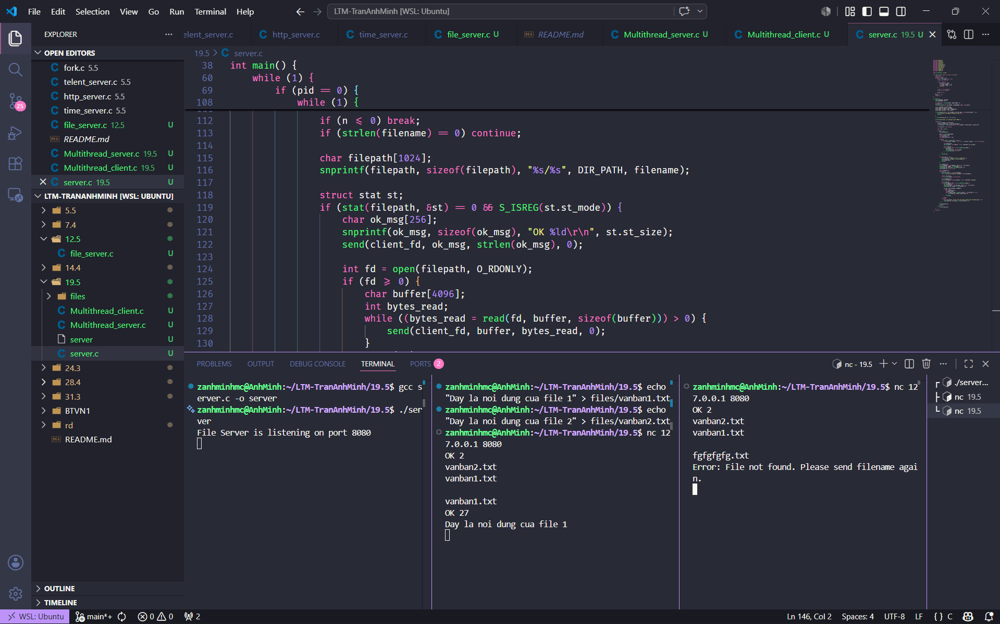 File Edit Selection View Go Run Terminal Help
LTM-TranAnhMinh [WSL: Ubuntu]
EXPLORER
elent_server.c
http_server.c
time_server.c
file_server.c U
README.md
Multithread_server.c U
Multithread_client.c U
server.c 19.5 U
OPEN EDITORS
fork.c 5.5
telent_server.c 5.5
http_server.c 5.5
time_server.c 5.5
file_server.c 12.5 U
README.md
Multithread_server.c 19.5 U
Multithread_client.c 19.5 U
server.c 19.5 U
25
LTM-TRANANHMINH [WSL: UBUNTU]
5.5
7.4
12.5
file_server.c U
14.4
19.5
files
Multithread_client.c U
Multithread_server.c U
server U
server.c U
24.3
28.4
31.3
BTVN1
rd
README.md
OUTLINE
TIMELINE
19.5 > server.c
38 int main() {
60 while (1) {
69 if (pid == 0) {
108 while (1) {
112 if (n <= 0) break;
113 if (strlen(filename) == 0) continue;
114
115 char filepath[1024];
116 snprintf(filepath, sizeof(filepath), "%s/%s", DIR_PATH, filename);
117
118 struct stat st;
119 if (stat(filepath, &st) == 0 && S_ISREG(st.st_mode)) {
120 char ok_msg[256];
121 snprintf(ok_msg, sizeof(ok_msg), "OK %ld\r\n", st.st_size);
122 send(client_fd, ok_msg, strlen(ok_msg), 0);
123
124 int fd = open(filepath, O_RDONLY);
125 if (fd >= 0) {
126 char buffer[4096];
127 int bytes_read;
128 while ((bytes_read = read(fd, buffer, sizeof(buffer))) > 0) {
129 send(client_fd, buffer, bytes_read, 0);
130 }
PROBLEMS OUTPUT DEBUG CONSOLE TERMINAL PORTS 2
nc - 19.5
zanhminhmc@AnhMinh:~/LTM-TranAnhMinh/19.5$ gcc s
erver.c -o server
zanhminhmc@AnhMinh:~/LTM-TranAnhMinh/19.5$ ./ser
ver
File Server is listening on port 8080
zanhminhmc@AnhMinh:~/LTM-TranAnhMinh/19.5$ echo
"Day la noi dung cua file 1" > files/vanban1.txt
zanhminhmc@AnhMinh:~/LTM-TranAnhMinh/19.5$ echo
"Day la noi dung cua file 2" > files/vanban2.txt
zanhminhmc@AnhMinh:~/LTM-TranAnhMinh/19.5$ nc 12
7.0.0.1 8080
OK 2
vanban2.txt
vanban1.txt

vanban1.txt
OK 27
Day la noi dung cua file 1
zanhminhmc@AnhMinh:~/LTM-TranAnhMinh/19.5$ nc 12
7.0.0.1 8080
OK 2
vanban2.txt
vanban1.txt

fgfgfgfg.txt
Error: File not found. Please send filename agai
n.
./server...
nc 19.5
nc 19.5
WSL: Ubuntu main*+ 0 0 2
Ln 146, Col 2 Spaces: 4 UTF-8 LF {} C